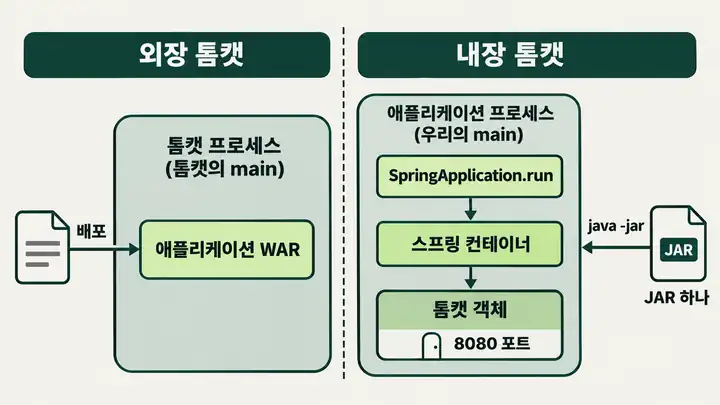 외장 톰캣
톰캣 프로세스
(톰캣의 main)
배포
애플리케이션 WAR
내장 톰캣
애플리케이션 프로세스
(우리의 main)
SpringApplication.run
스프링 컨테이너
톰캣 객체
8080 포트
java -jar
JAR
JAR 하나